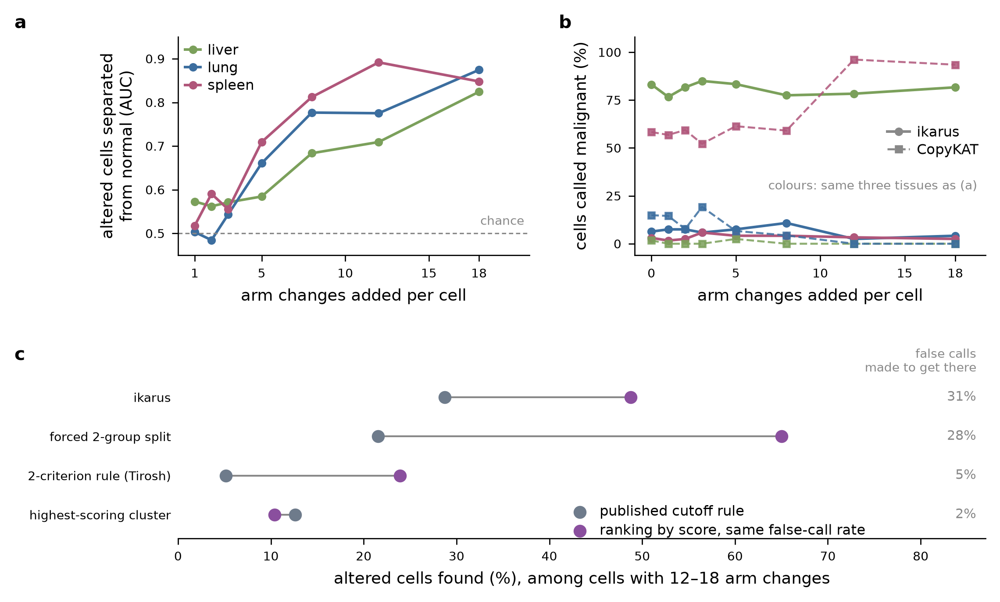 a
altered cells separated
from normal (AUC)
0.9
0.8
0.7
0.6
0.5
liver
lung
spleen
chance
1
5
10
15
18
arm changes added per cell
b
cells called malignant (%)
100
75
50
25
0
ikarus
CopyKAT
colours: same three tissues as (a)
0
5
10
15
18
arm changes added per cell
c
false calls
made to get there
ikarus
31%
forced 2-group split
28%
2-criterion rule (Tirosh)
5%
highest-scoring cluster
2%
published cutoff rule
ranking by score, same false-call rate
0
10
20
30
40
50
60
70
80
altered cells found (%), among cells with 12–18 arm changes